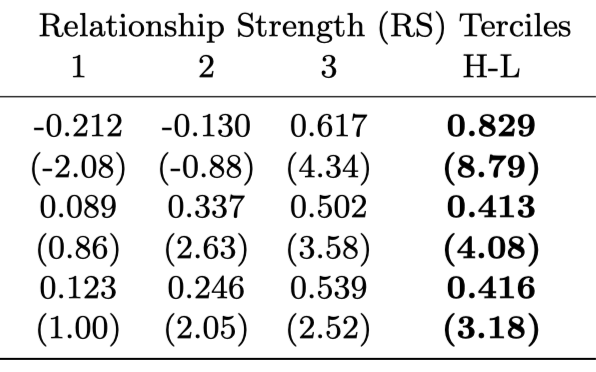 Relationship Strength (RS) Terciles
1 2 3 H-L
-0.212 -0.130 0.617 0.829
(-2.08) (-0.88) (4.34) (8.79)
0.089 0.337 0.502 0.413
(0.86) (2.63) (3.58) (4.08)
0.123 0.246 0.539 0.416
(1.00) (2.05) (2.52) (3.18)